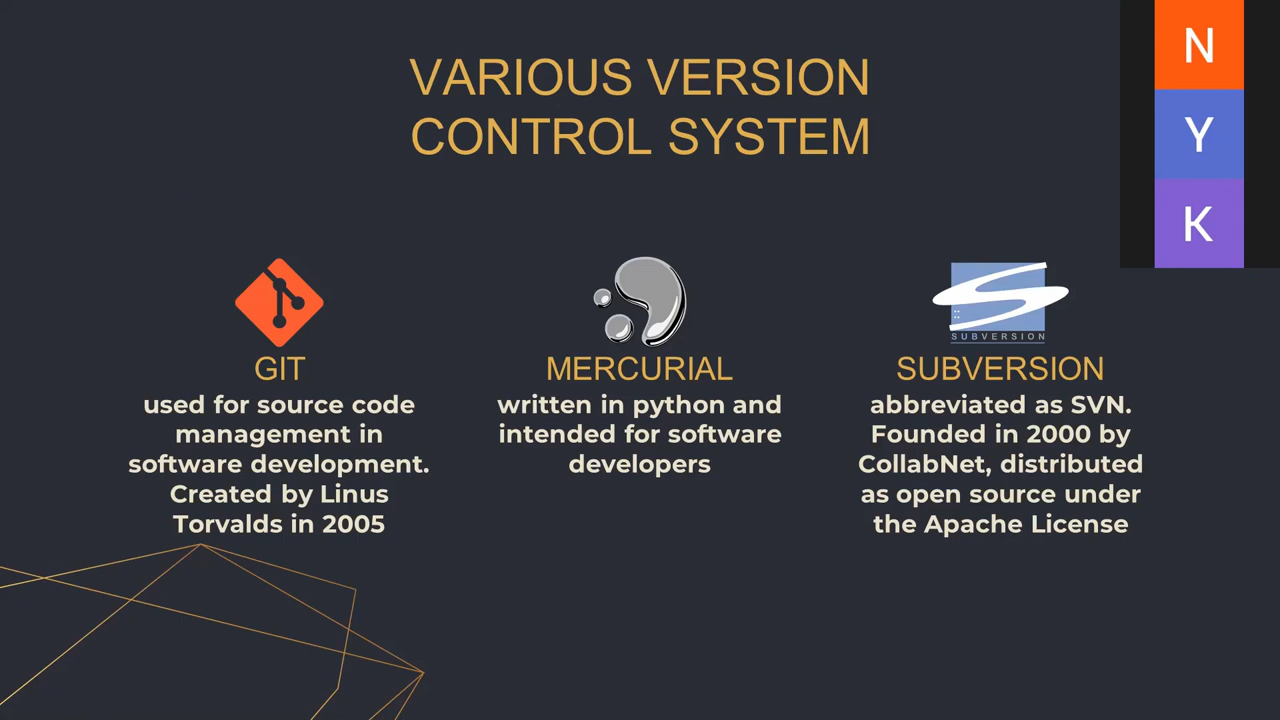 VARIOUS VERSION
CONTROL SYSTEM
N
Y
K
SUBVERSION
GIT
used for source code
management in
software development.
Created by Linus
Torvalds in 2005
MERCURIAL
written in python and
intended for software
developers
SUBVERSION
abbreviated as SVN.
Founded in 2000 by
CollabNet, distributed
as open source under
the Apache License